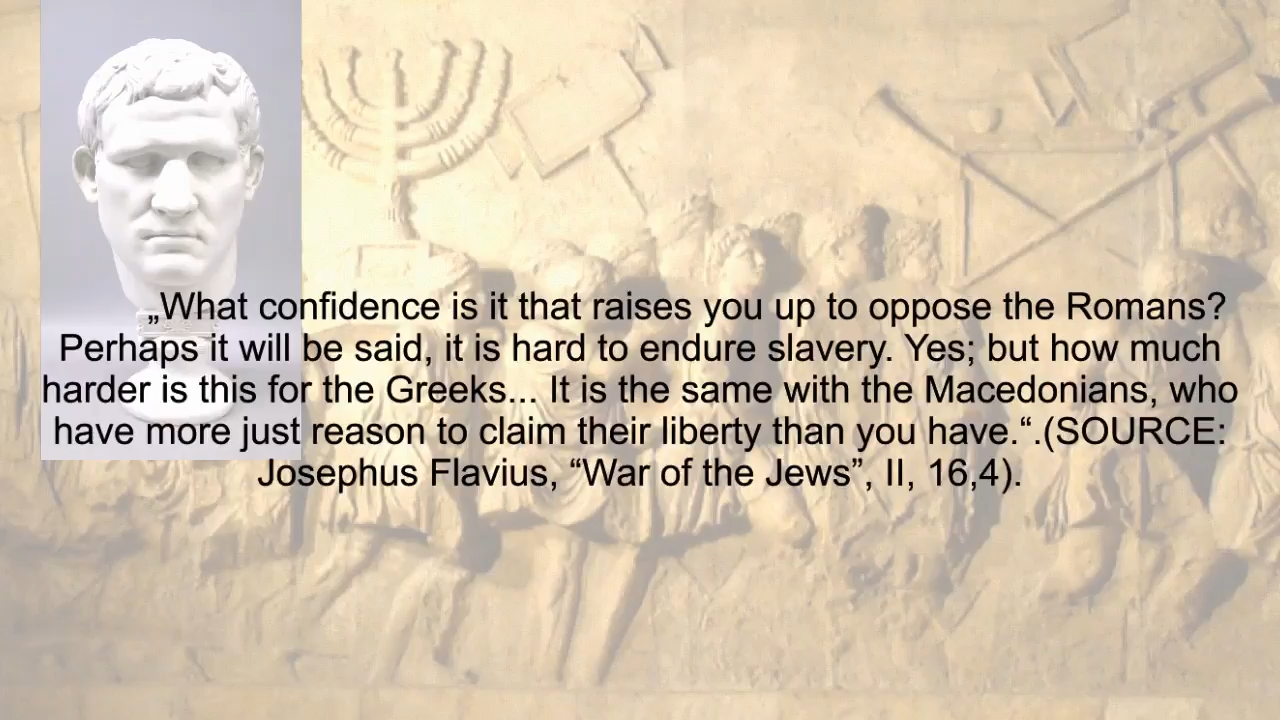 „What confidence is it that raises you up to oppose the Romans?
Perhaps it will be said, it is hard to endure slavery. Yes; but how much
harder is this for the Greeks... It is the same with the Macedonians, who
have more just reason to claim their liberty than you have.“.(SOURCE:
Josephus Flavius, “War of the Jews”, II, 16,4).